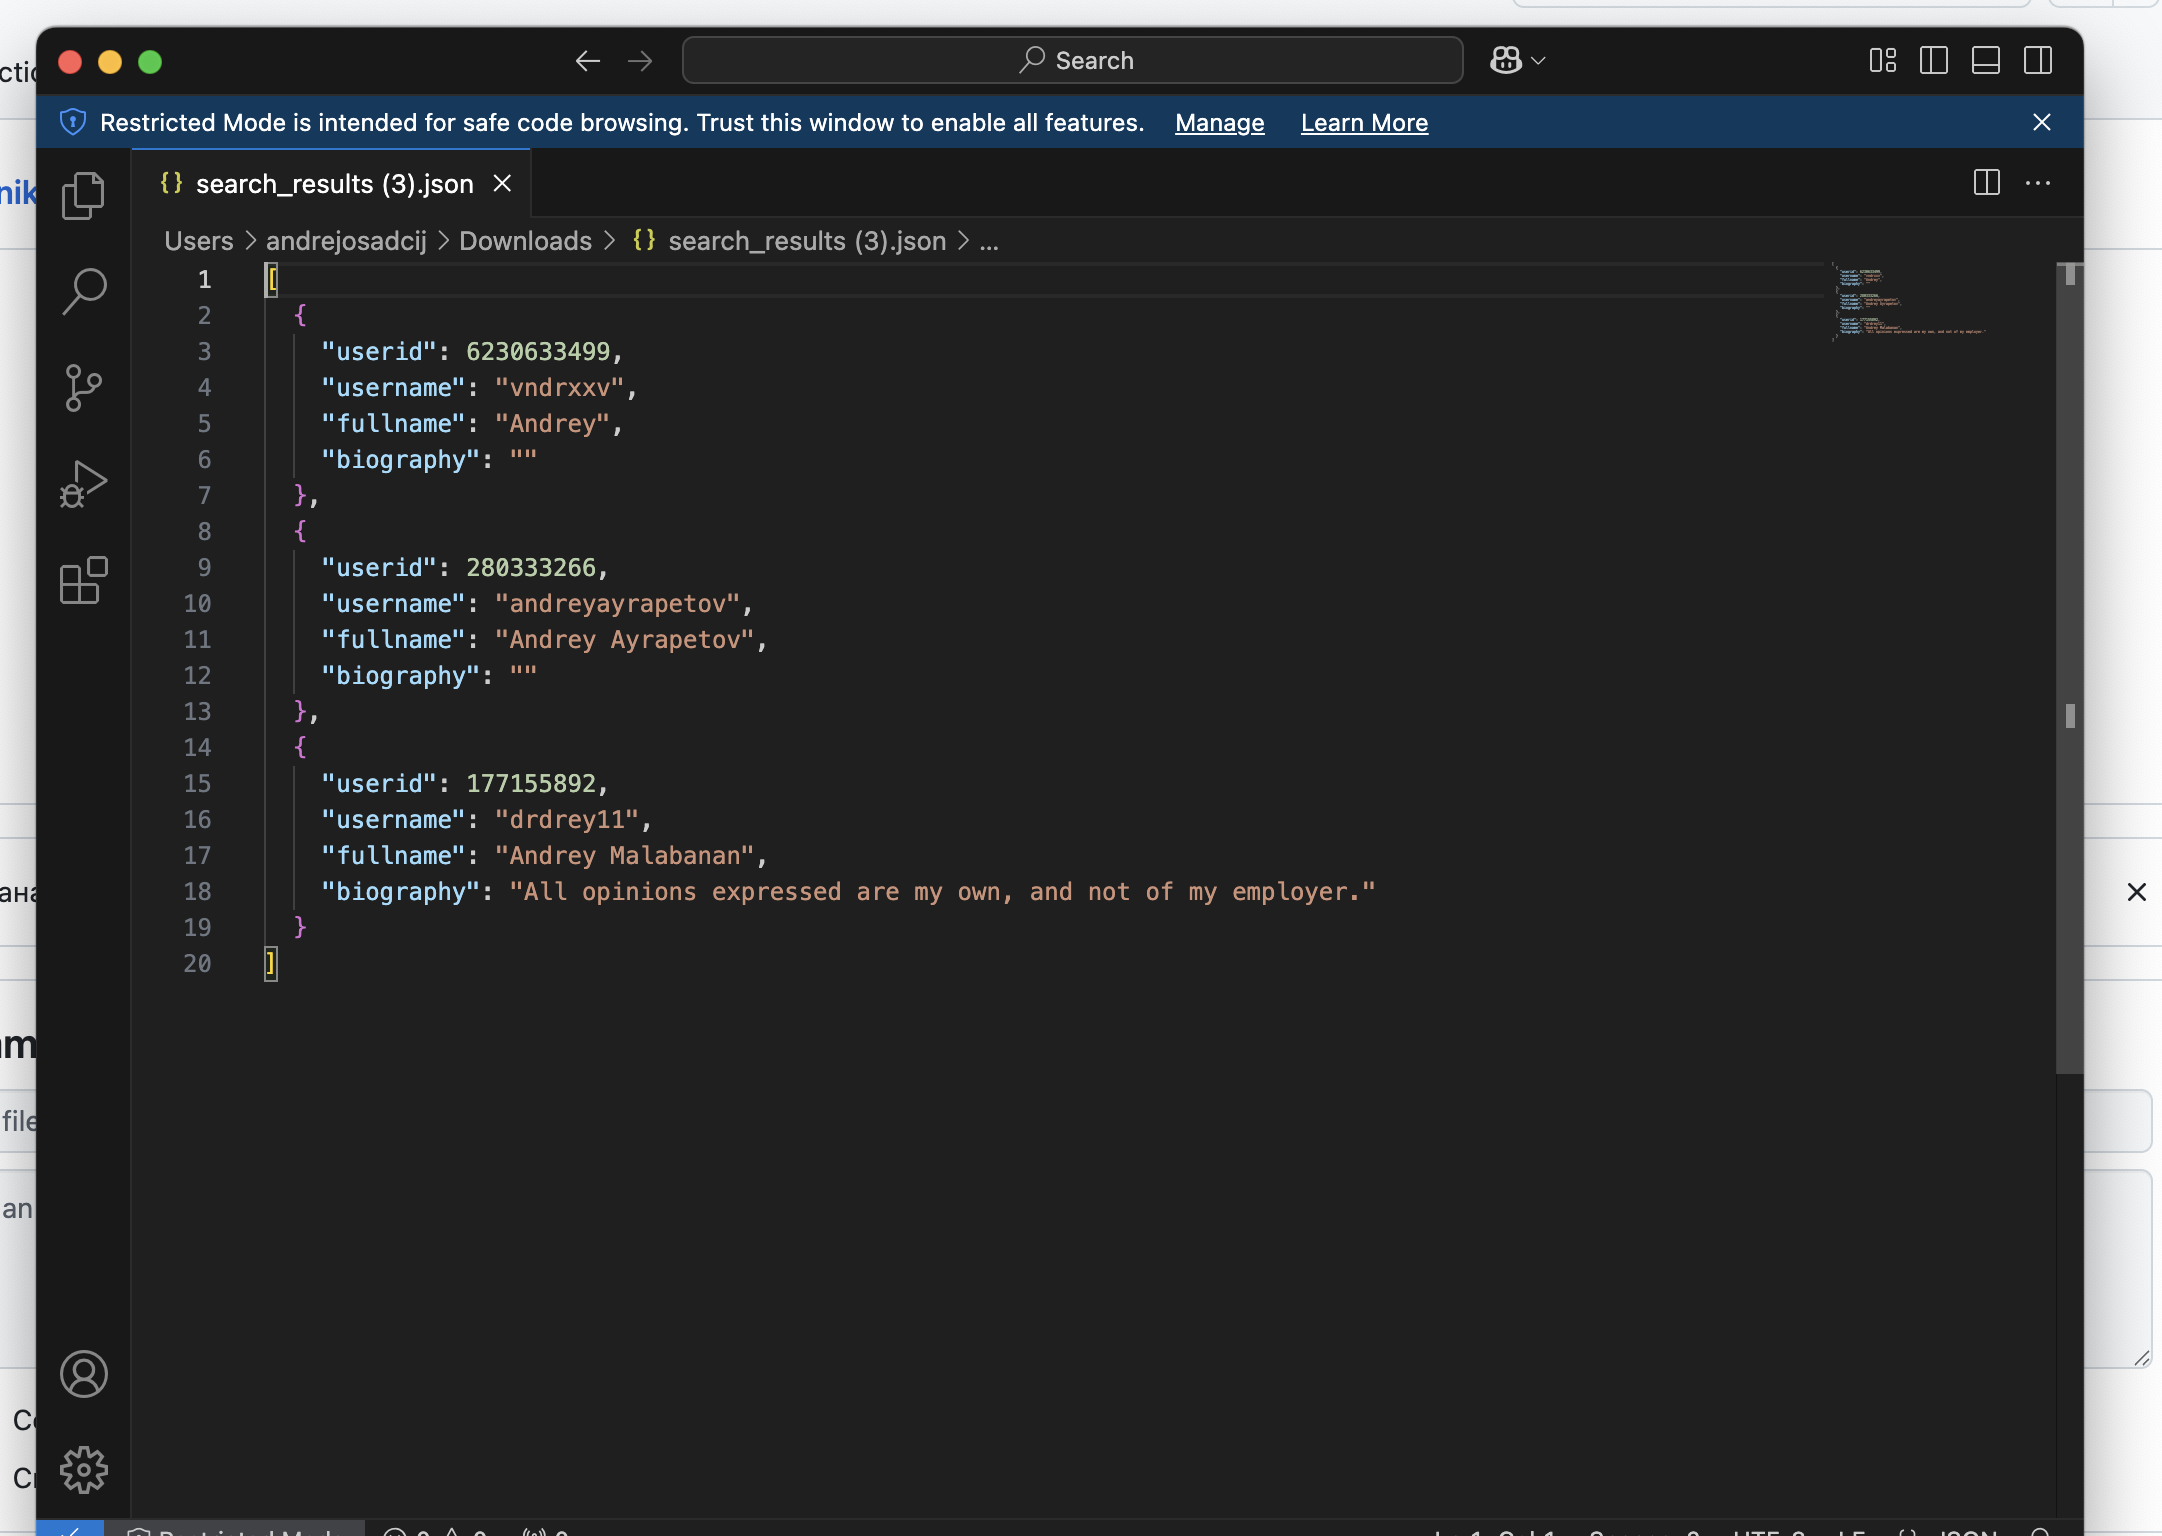 Search
Restricted Mode is intended for safe code browsing. Trust this window to enable all features. Manage Learn More
{} search_results (3).json
Users > andrejosadcij > Downloads > {} search_results (3).json > ...
1 [
2 {
3 "userid": 6230633499,
4 "username": "vndrxxv",
5 "fullname": "Andrey",
6 "biography": ""
7 },
8 {
9 "userid": 280333266,
10 "username": "andreyayrapetov",
11 "fullname": "Andrey Ayrapetov",
12 "biography": ""
13 },
14 {
15 "userid": 177155892,
16 "username": "drdrey11",
17 "fullname": "Andrey Malabanan",
18 "biography": "All opinions expressed are my own, and not of my employer."
19 }
20 ]
file
an